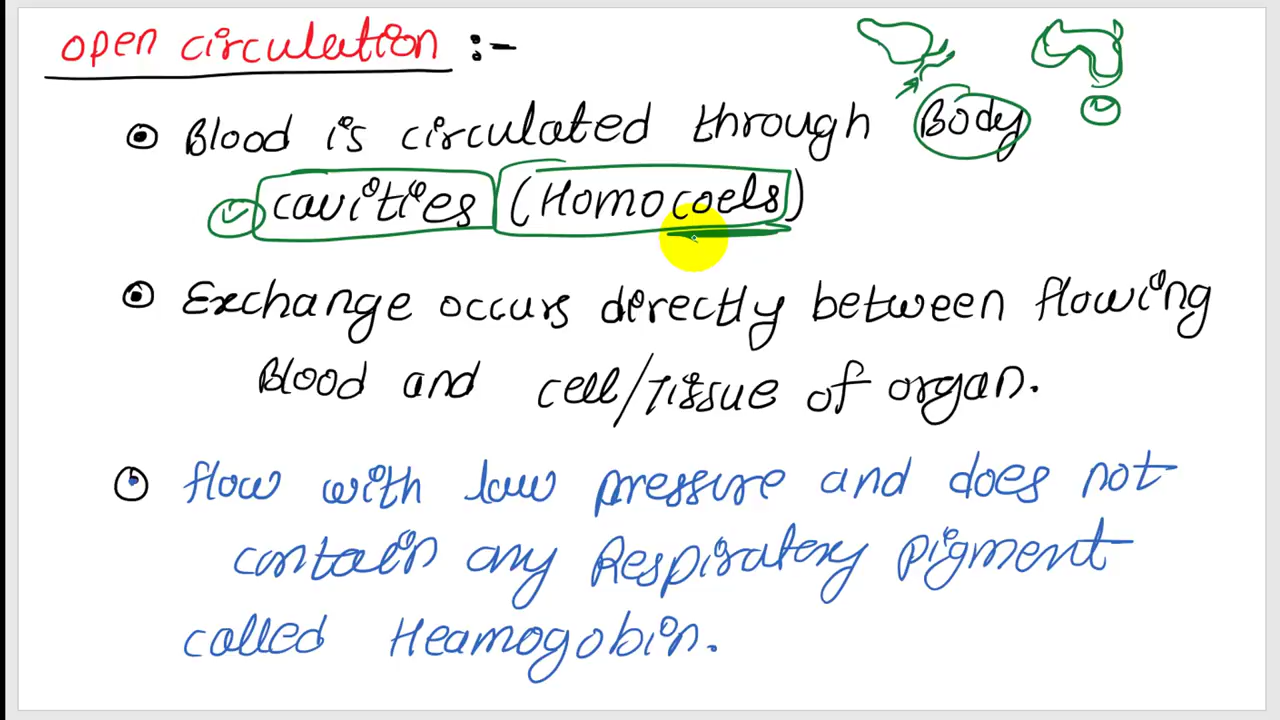 open circulation :-
Blood is circulated through Body
cavities (Homocoels)
Exchange occurs derectly between flowing
Blood and cell/Tissue of organ.
flow with low pressure and does not
contain any Respiratory pigment
called Heamogobin.